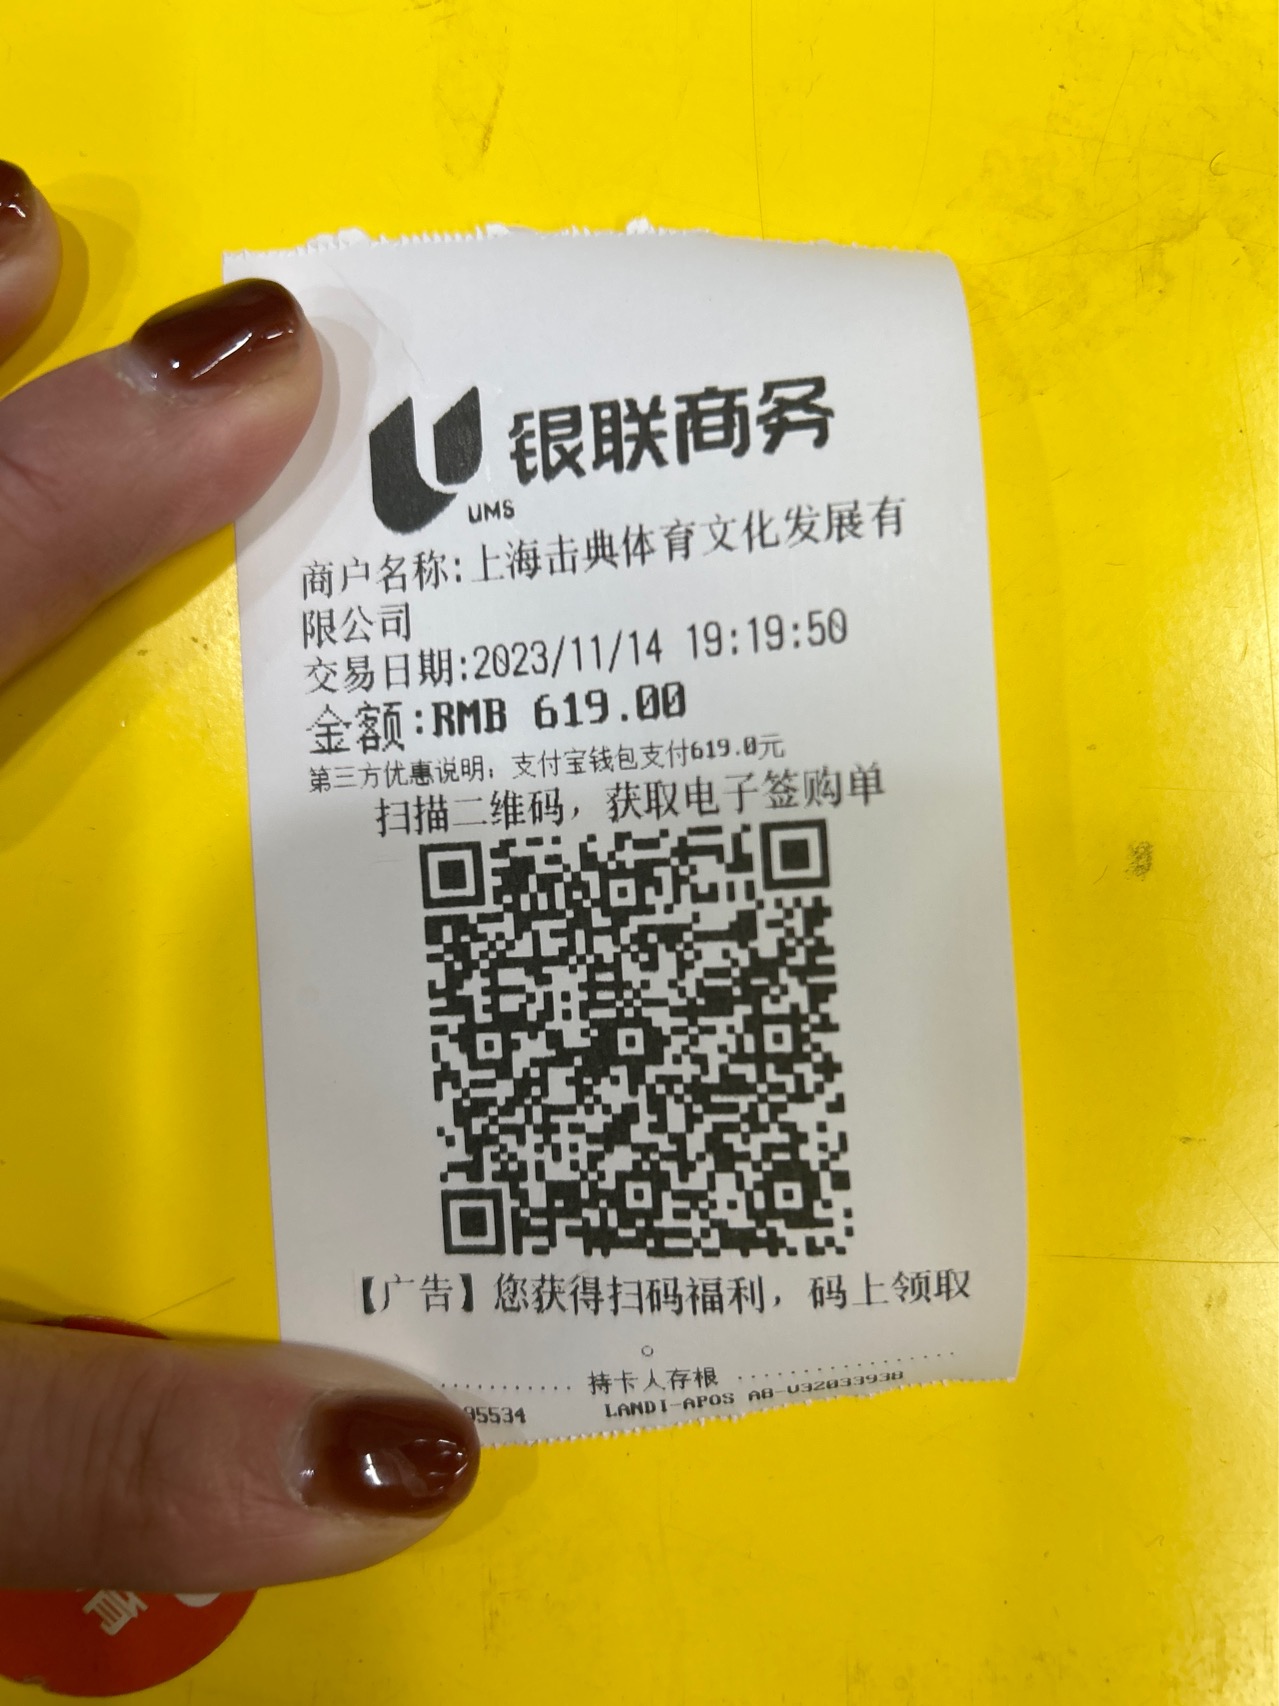 银联商务
UMS
商户名称:上海击典体育文化发展有
限公司
交易日期:2023/11/14 19:19:50
金额:RMB 619.00
第三方优惠说明: 支付宝钱包支付619.0元
扫描二维码，获取电子签购单
【广告】您获得扫码福利，码上领取
持卡人存根
95534 LANDI-APOS A8-V32033938
值